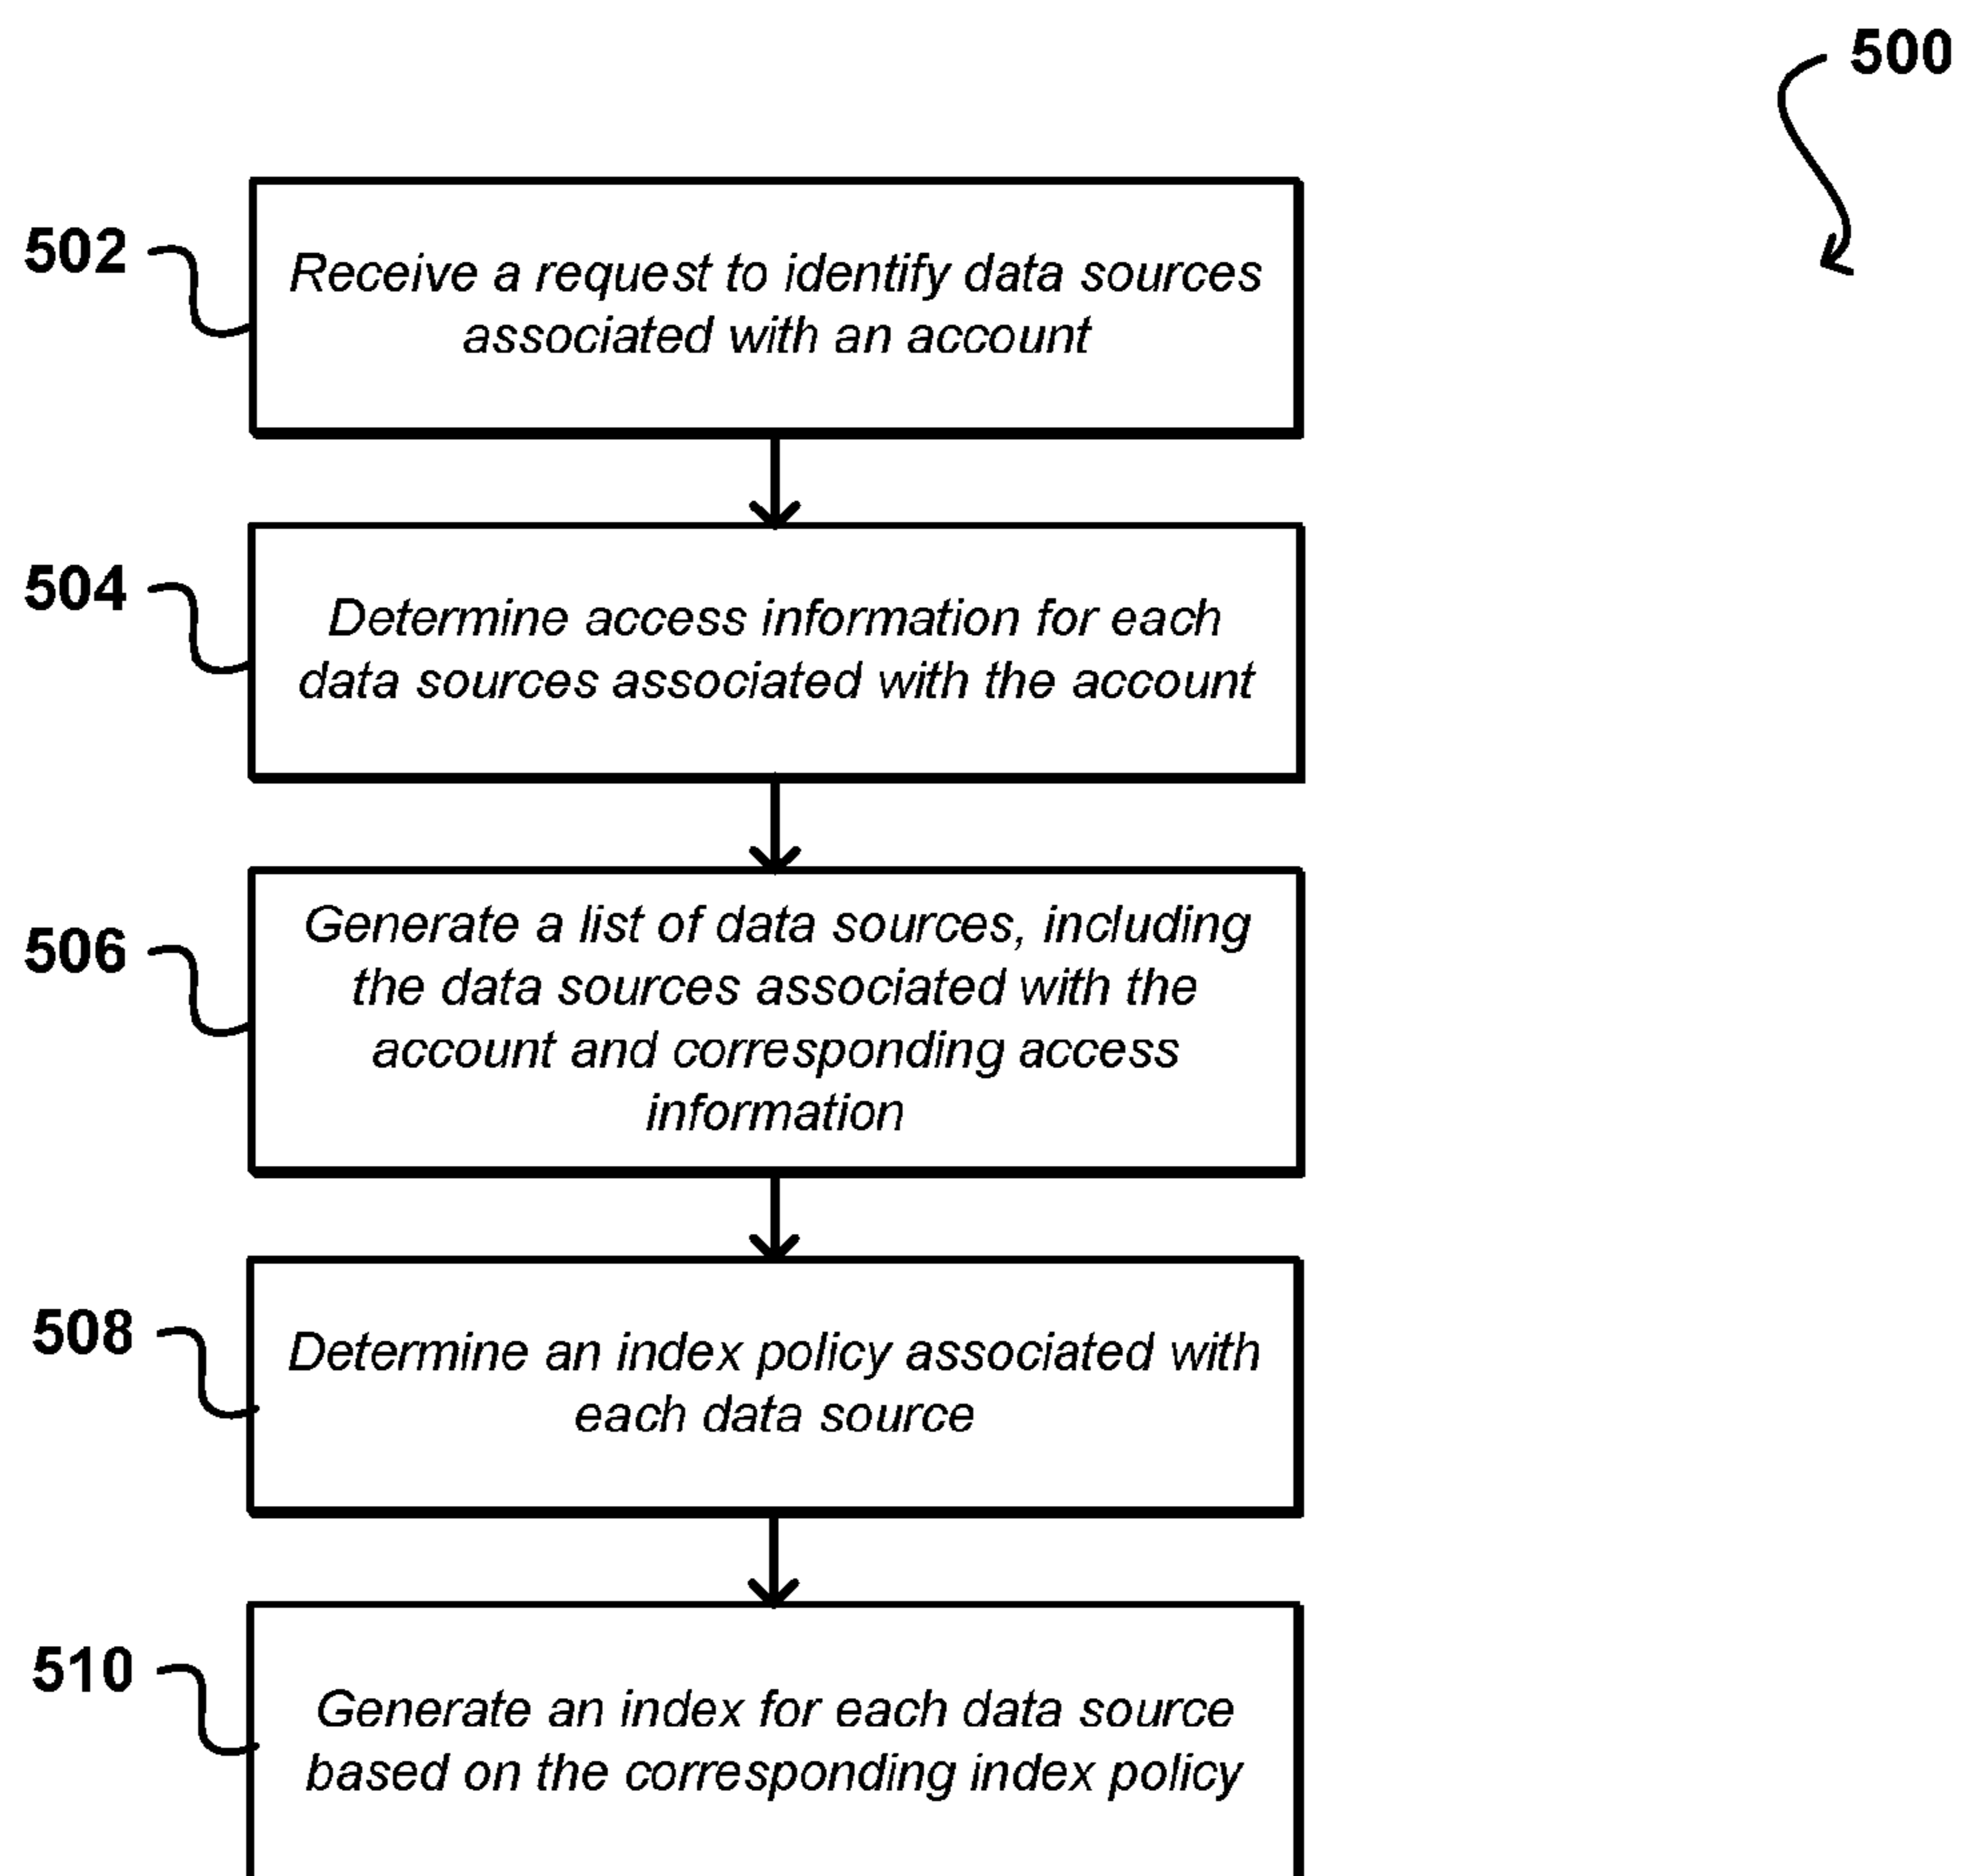 500
502
Receive a request to identify data sources
associated with an account
504
Determine access information for each
data sources associated with the account
506
Generate a list of data sources, including
the data sources associated with the
account and corresponding access
information
508
Determine an index policy associated with
each data source
510
Generate an index for each data source
based on the corresponding index policy